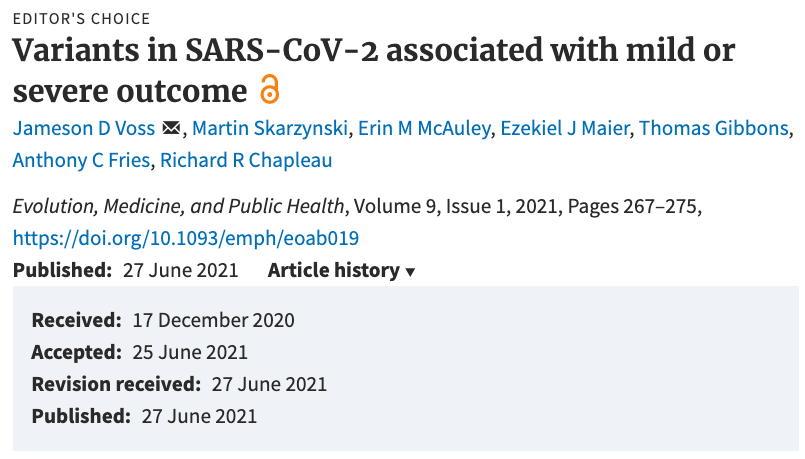 EDITOR'S CHOICE
Variants in SARS-CoV-2 associated with mild or
severe outcome
Jameson D Voss, Martin Skarzynski, Erin M McAuley, Ezekiel J Maier, Thomas Gibbons,
Anthony C Fries, Richard R Chapleau
Evolution, Medicine, and Public Health, Volume 9, Issue 1, 2021, Pages 267–275,
https://doi.org/10.1093/emph/eoab019
Published: 27 June 2021 Article history ▾
Received: 17 December 2020
Accepted: 25 June 2021
Revision received: 27 June 2021
Published: 27 June 2021